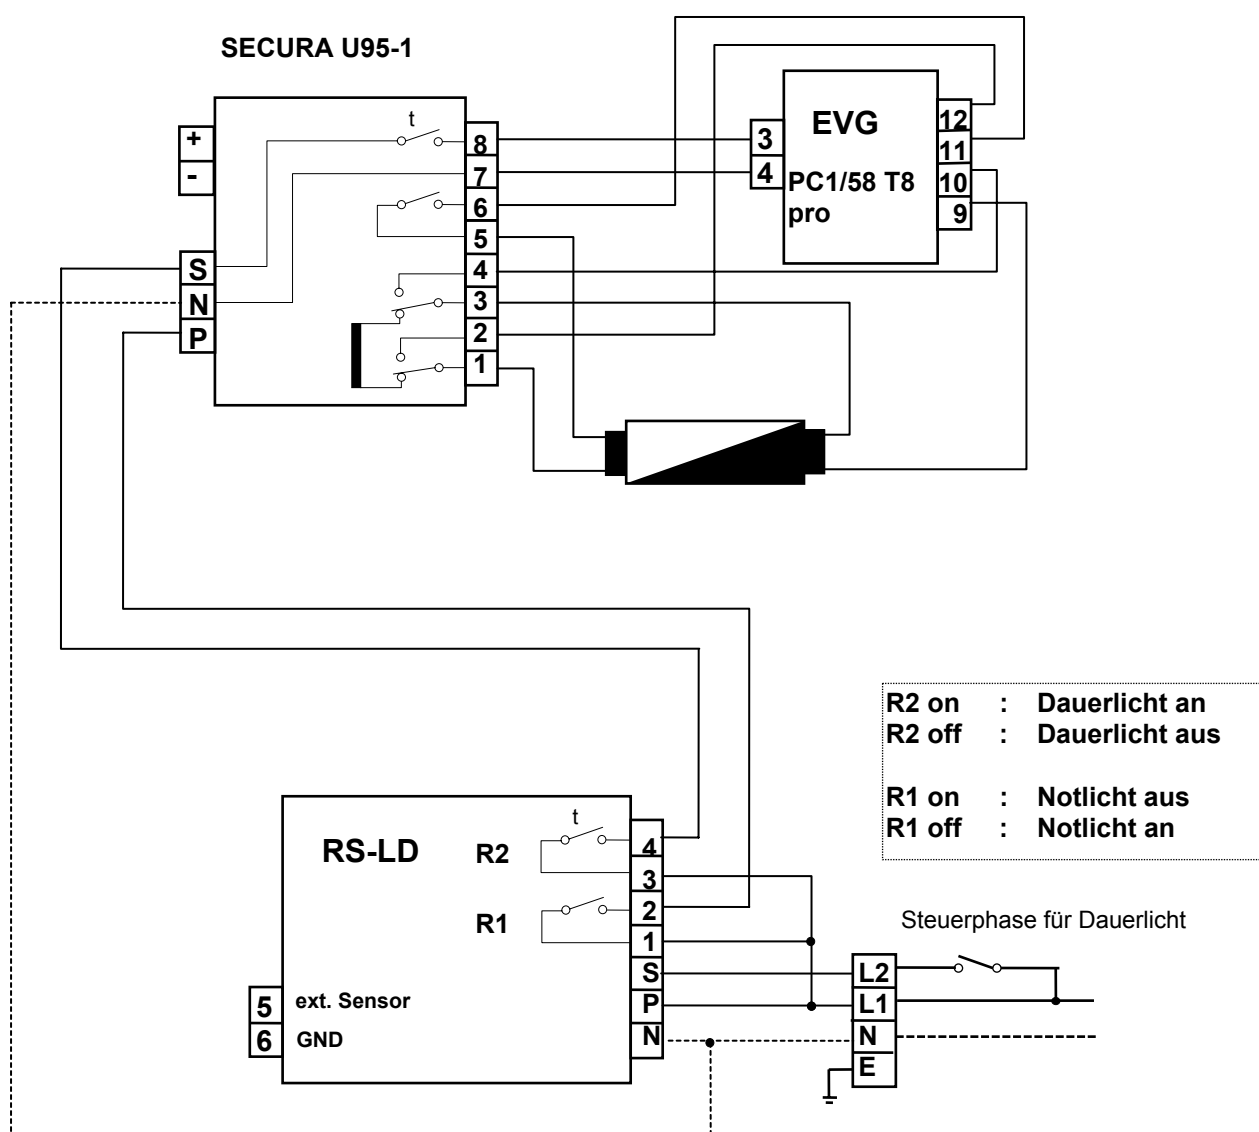 SECURA U95-1
+
-
S
N
P
t
8
7
6
5
4
3
2
1
EVG
PC1/58 T8
pro
3
4
12
11
10
9
R2 on : Dauerlicht an
R2 off : Dauerlicht aus
R1 on : Notlicht aus
R1 off : Notlicht an
RS-LD
t
R2
R1
4
3
2
1
S
P
N
5 ext. Sensor
6 GND
Steuerphase für Dauerlicht
L2
L1
N
E